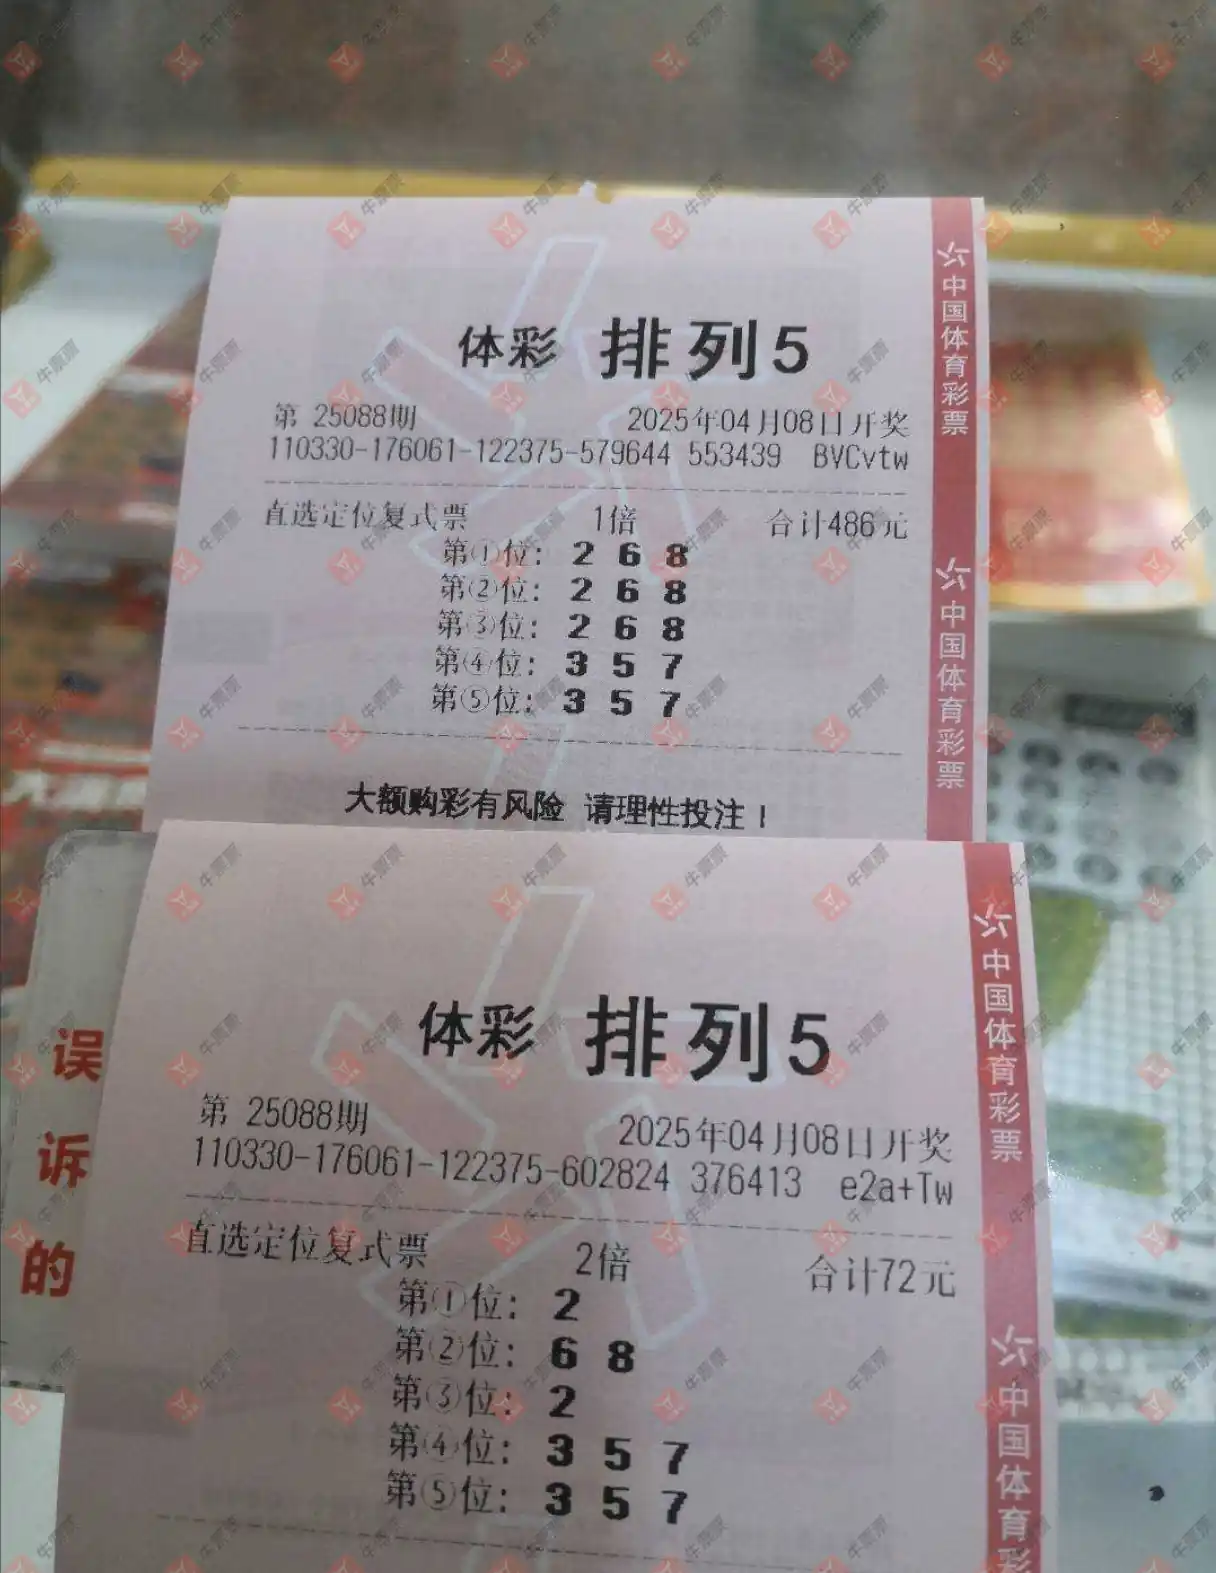 体彩 排列5
第 25088期 2025年04月08日开奖
110330-176061-122375-579644 553439 BVCvtw
直选定位复式票 1倍 合计486元
第①位: 2 6 8
第②位: 2 6 8
第③位: 2 6 8
第④位: 3 5 7
第⑤位: 3 5 7
大额购彩有风险 请理性投注！
中国体育彩票
中国体育彩票
体彩 排列5
第 25088期 2025年04月08日开奖
110330-176061-122375-602824 376413 e2a+Tw
直选定位复式票 2倍 合计72元
第①位: 2
第②位: 6 8
第③位: 2
第④位: 3 5 7
第⑤位: 3 5 7
中国体育彩票
中国体育彩
误
诉
的
牛票票